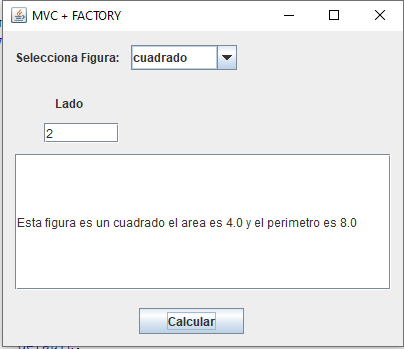 MVC + FACTORY
Selecciona Figura: cuadrado
Lado
2
Esta figura es un cuadrado el area es 4.0 y el perimetro es 8.0
Calcular